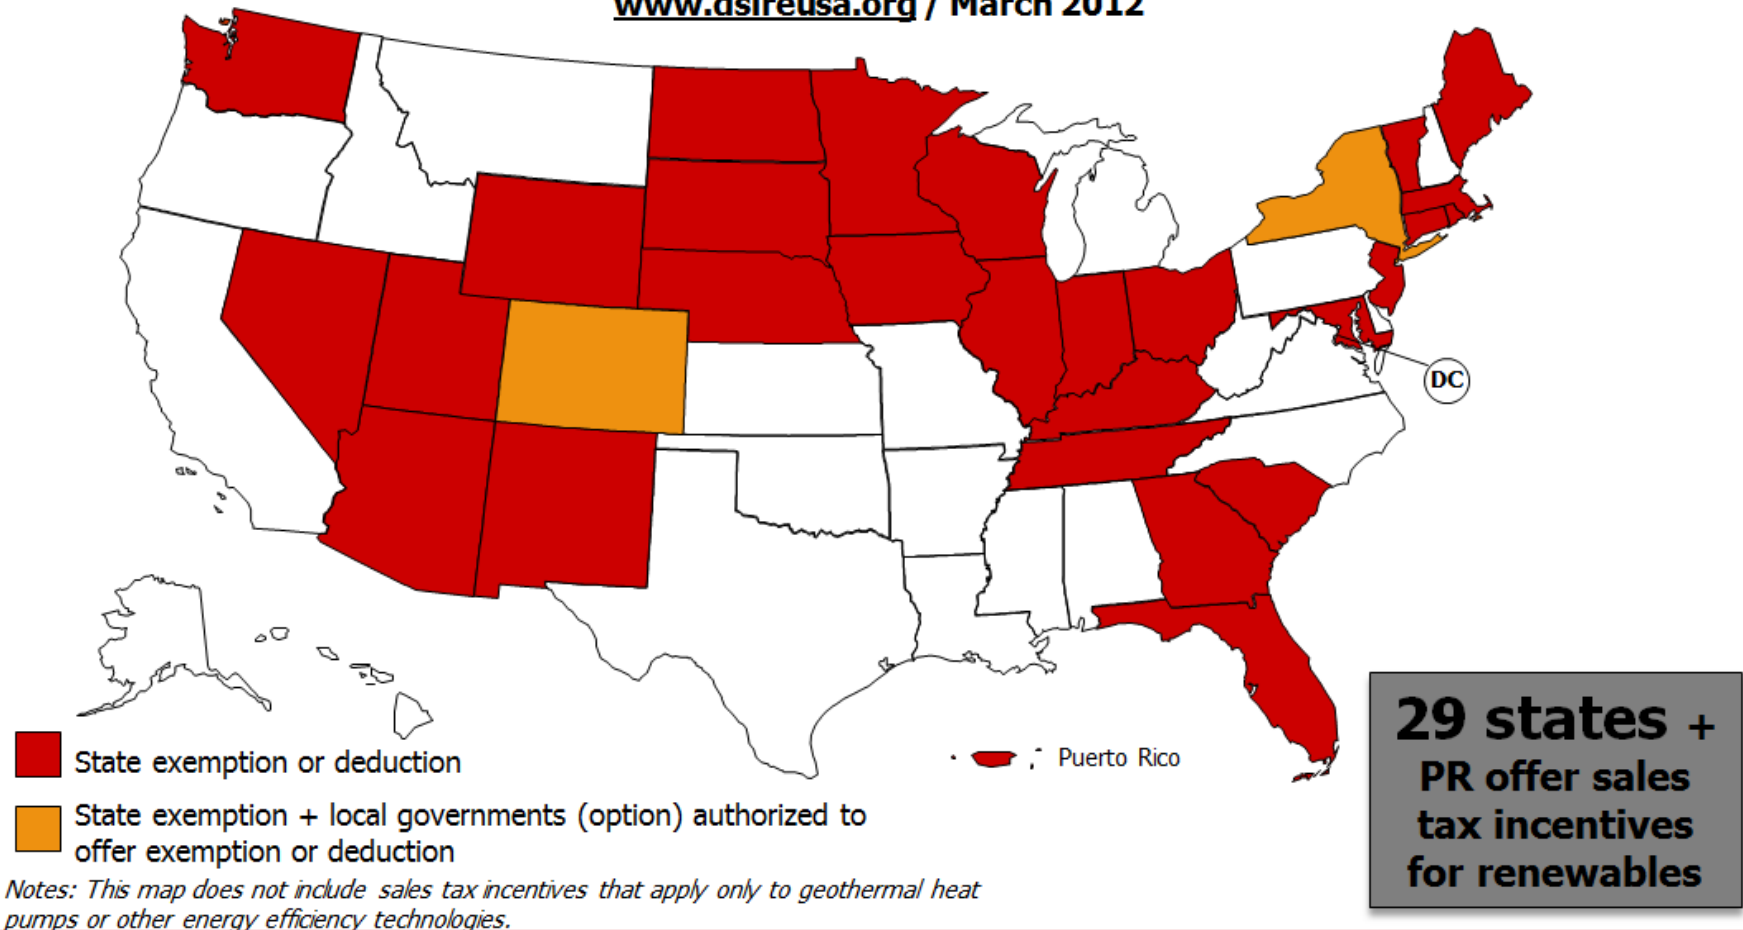 www.dsireusa.org / March 2012
DC
Puerto Rico
State exemption or deduction
State exemption + local governments (option) authorized to
offer exemption or deduction
Notes: This map does not include sales tax incentives that apply only to geothermal heat
pumps or other energy efficiency technologies.
29 states +
PR offer sales
tax incentives
for renewables